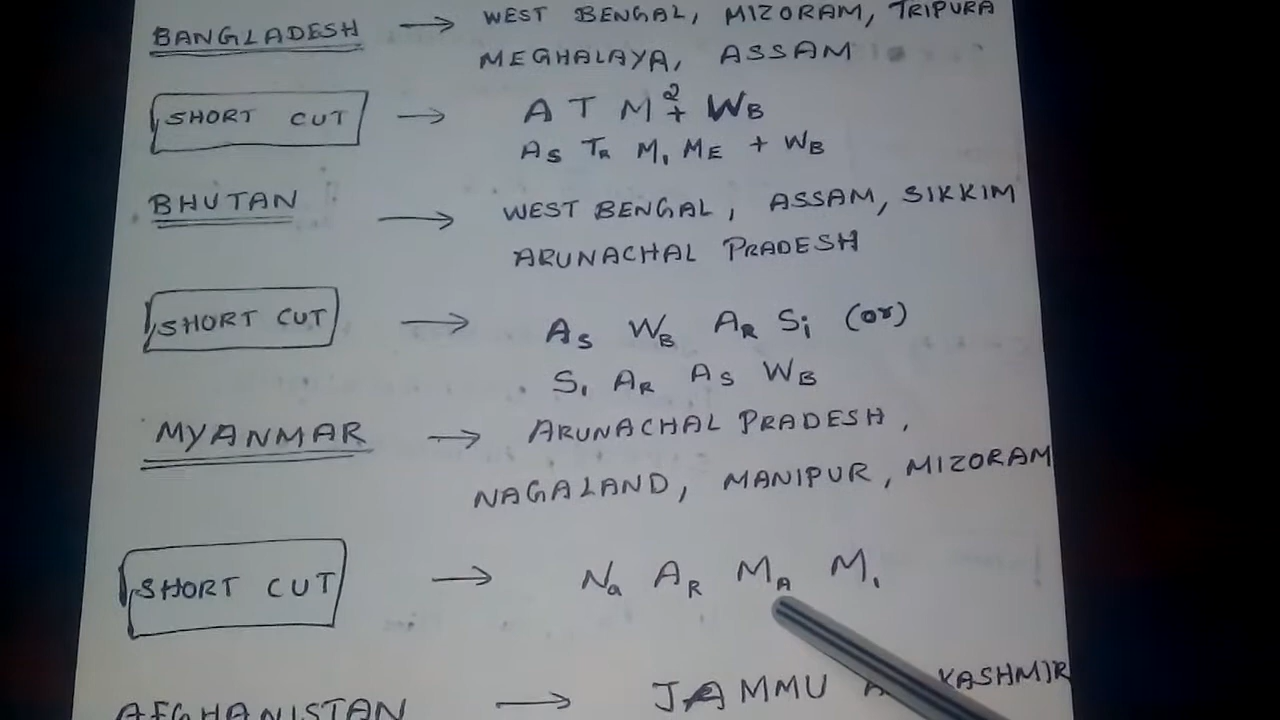 BANGLADESH → WEST BENGAL, MIZORAM, TRIPURA
MEGHALAYA, ASSAM
SHORT CUT → A T M² + WB
AS TR MI ME + WB
BHUTAN → WEST BENGAL, ASSAM, SIKKIM
ARUNACHAL PRADESH
SHORT CUT → AS WB AR Si (or)
SI AR AS WB
MYANMAR → ARUNACHAL PRADESH,
NAGALAND, MANIPUR, MIZORAM
SHORT CUT → Na AR MA MI
AFGHANISTAN → JAMMU KASHMIR